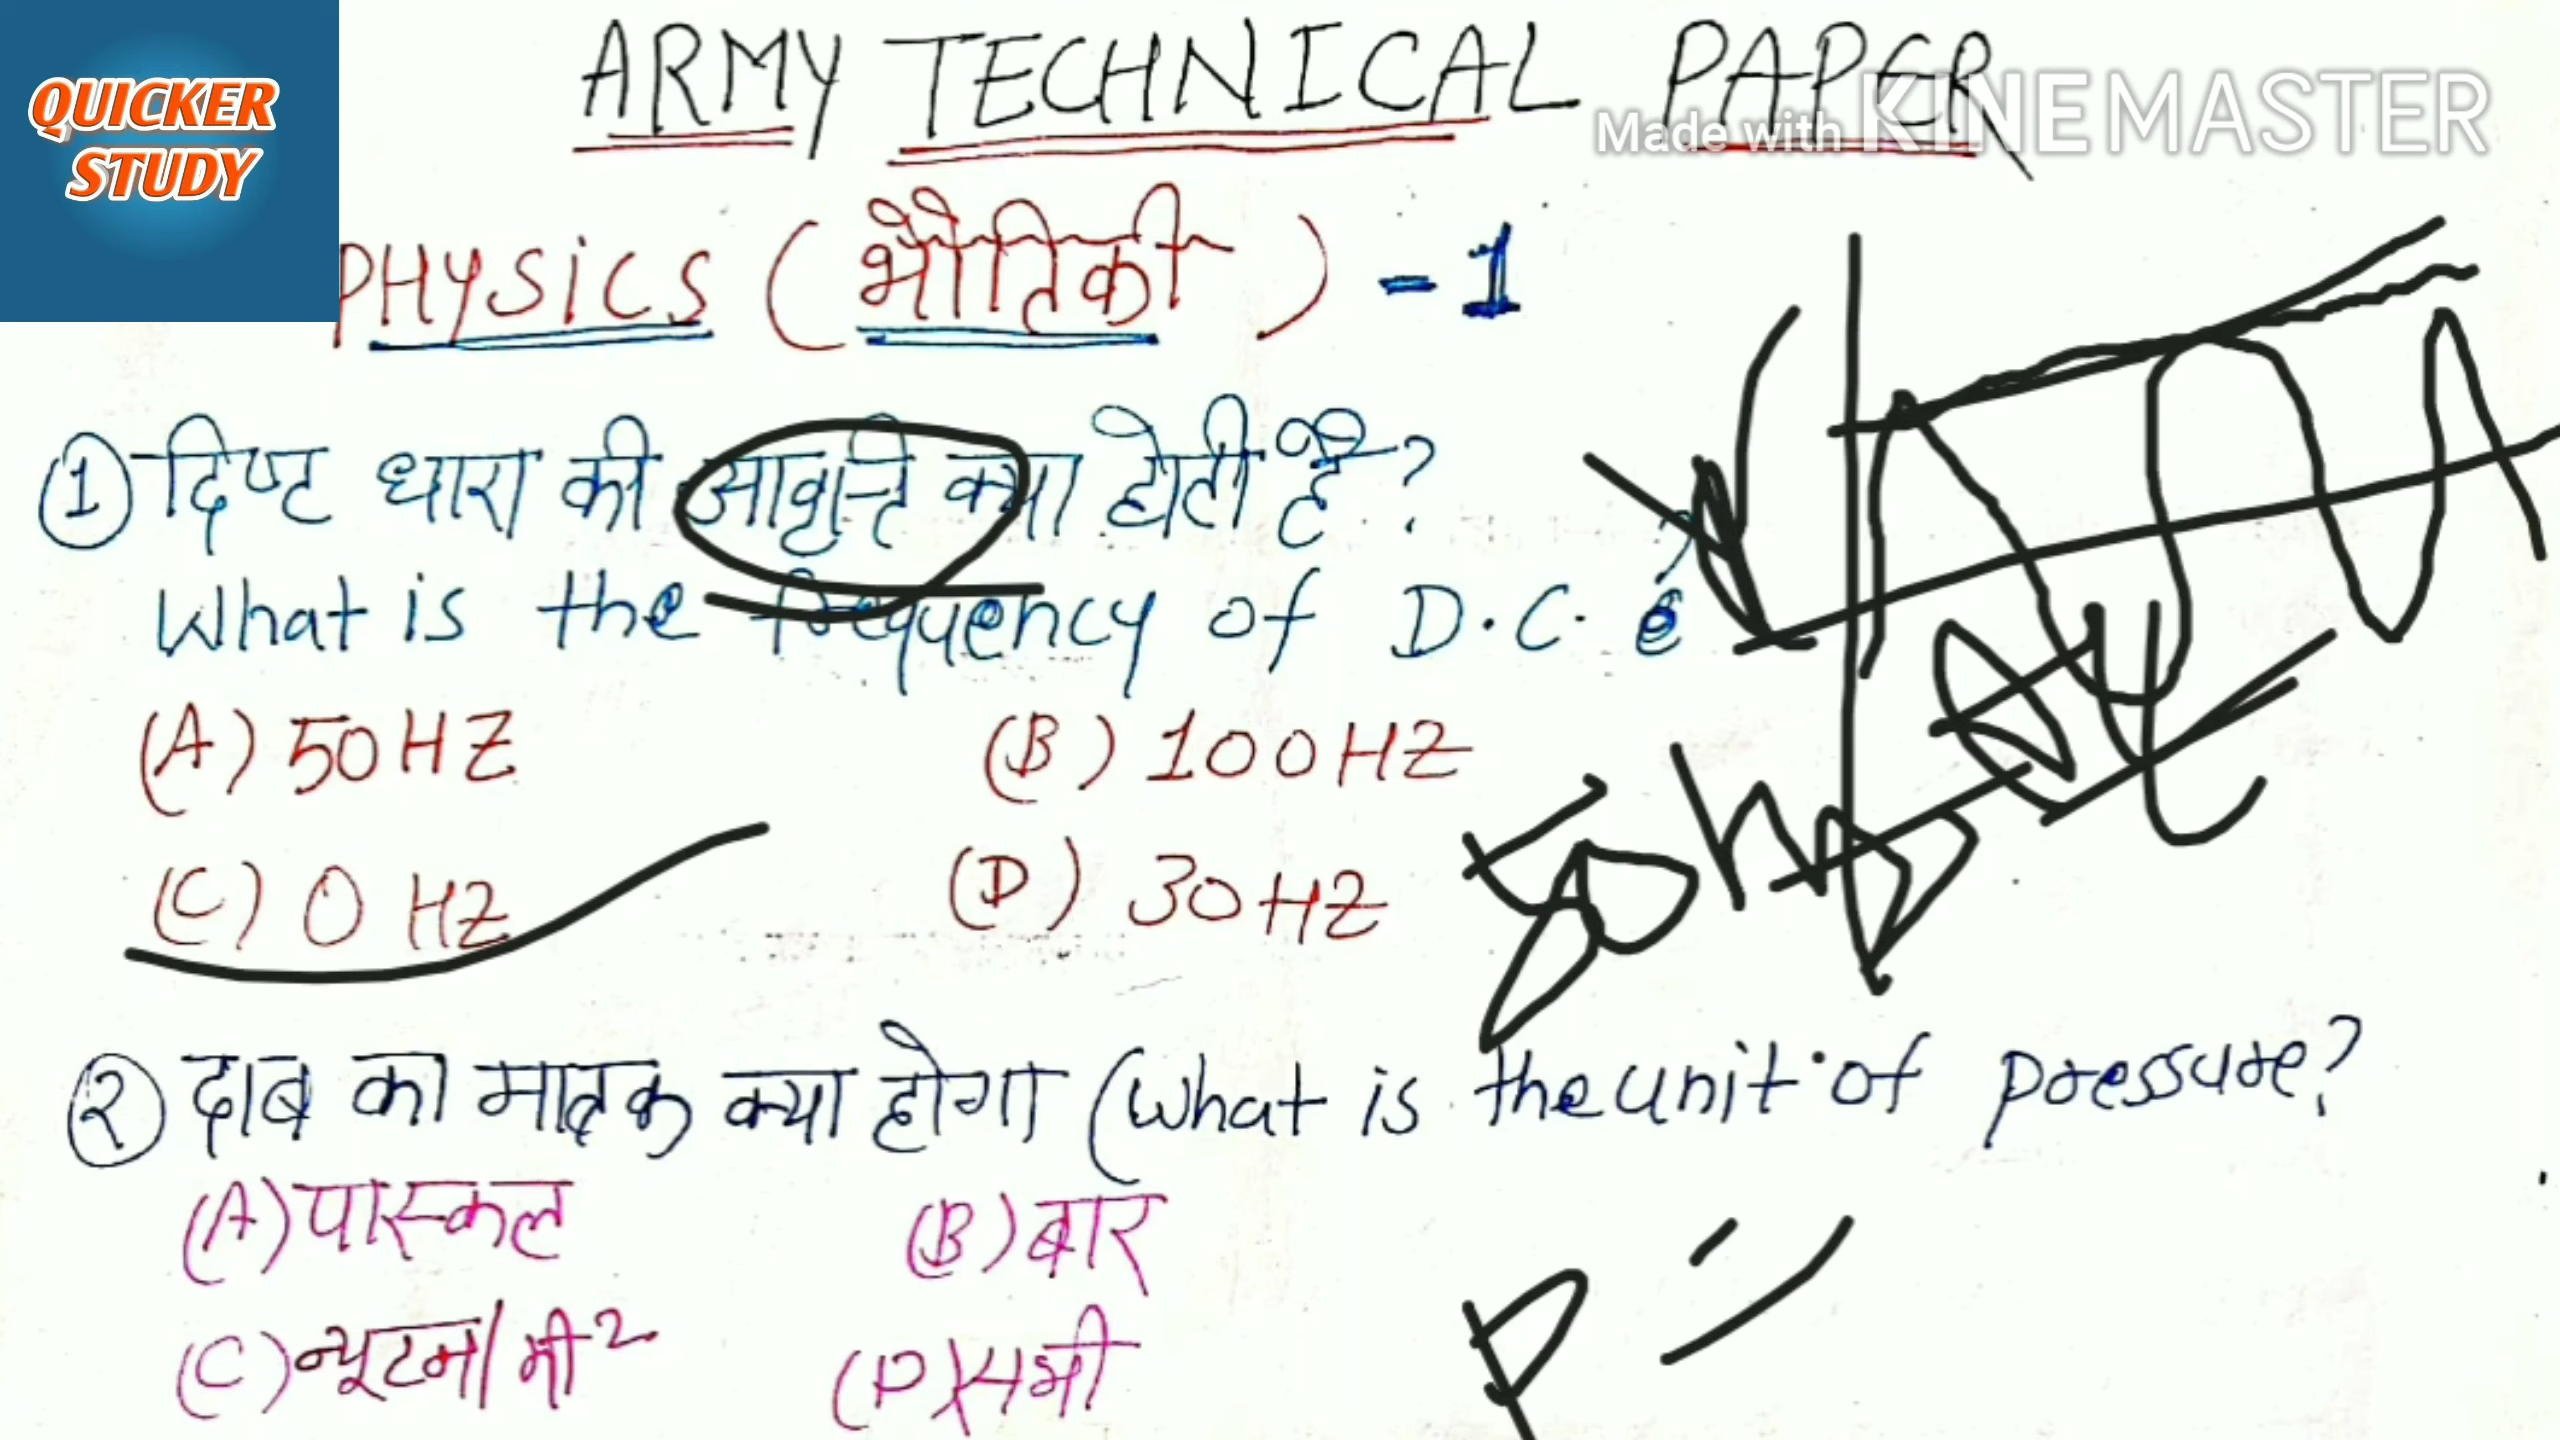 QUICKER
STUDY
ARMY TECHNICAL PAPER
Made with KINEMASTER
PHYSICS (भौतिकी) - 1
① दिष्ट धारा की आवृत्ति क्या होती है?
What is the frequency of D.C.
(A) 50 HZ (B) 100 HZ
(C) 0 HZ (D) 30 HZ
50 h
② दाब का मात्रक क्या होगा (What is the unit of pressure?
(A) पास्कल (B) बार
(C) न्यूटन/मी² (D) सभी
P =